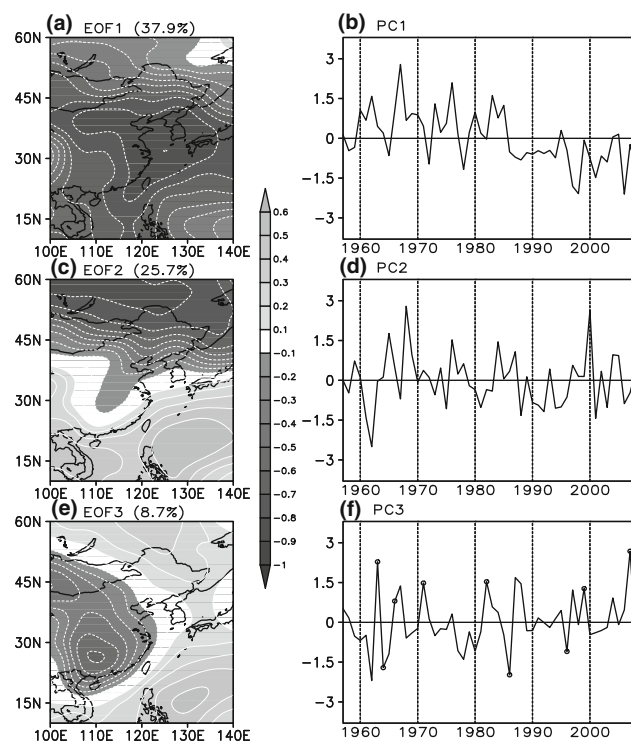 (a) EOF1 (37.9%)
60N
45N
30N
15N
100E 110E 120E 130E 140E
(b) PC1
3
1.5
0
-1.5
-3
1960 1970 1980 1990 2000
(c) EOF2 (25.7%)
60N
45N
30N
15N
100E 110E 120E 130E 140E
0.6
0.5
0.4
0.3
0.2
0.1
-0.1
-0.2
-0.3
-0.4
-0.5
-0.6
-0.7
-0.8
-0.9
-1
(d) PC2
3
1.5
0
-1.5
-3
1960 1970 1980 1990 2000
(e) EOF3 (8.7%)
60N
45N
30N
15N
100E 110E 120E 130E 140E
(f) PC3
3
1.5
0
-1.5
-3
1960 1970 1980 1990 2000